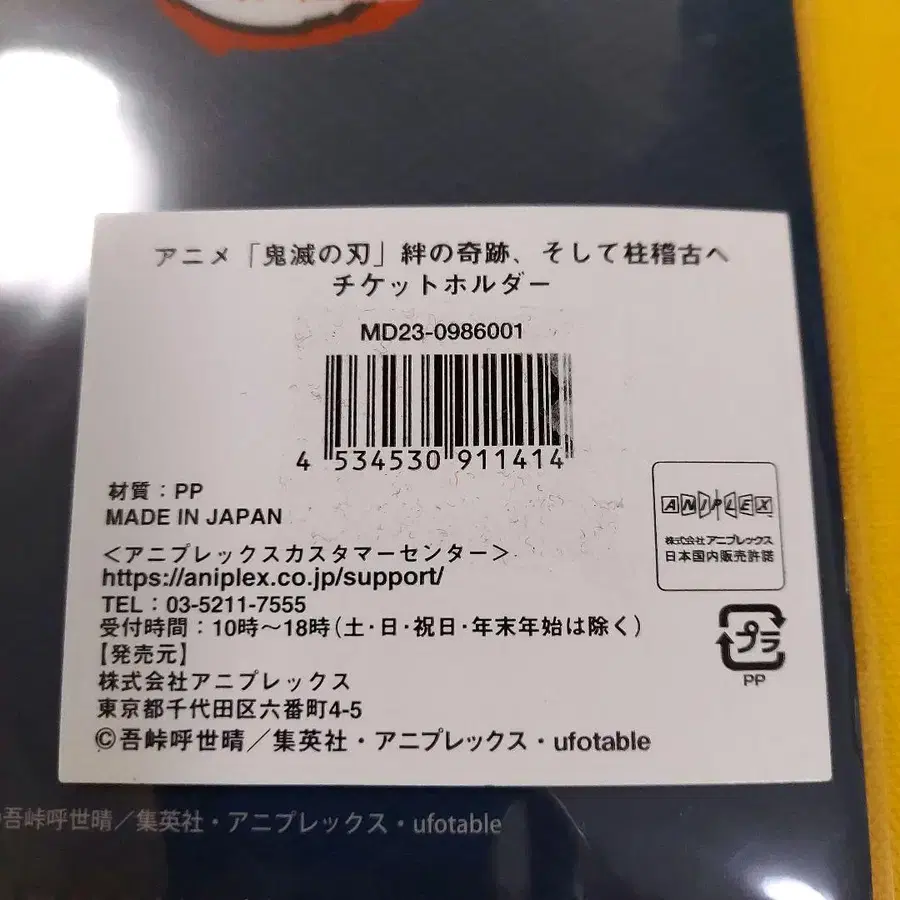 アニメ「鬼滅の刃」絆の奇跡、そして柱稽古へ
チケットホルダー
MD23-0986001
4 534530 911414
材質：PP
MADE IN JAPAN
＜アニプレックスカスタマーセンター＞
https://aniplex.co.jp/support/
TEL：03-5211-7555
受付時間：10時～18時(土・日・祝日・年末年始は除く)
【発売元】
株式会社アニプレックス
東京都千代田区六番町4-5
©吾峠呼世晴／集英社・アニプレックス・ufotable
ANIPLEX
株式会社アニプレックス
日本国内販売許諾
プラ
PP
吾峠呼世晴／集英社・アニプレックス・ufotable